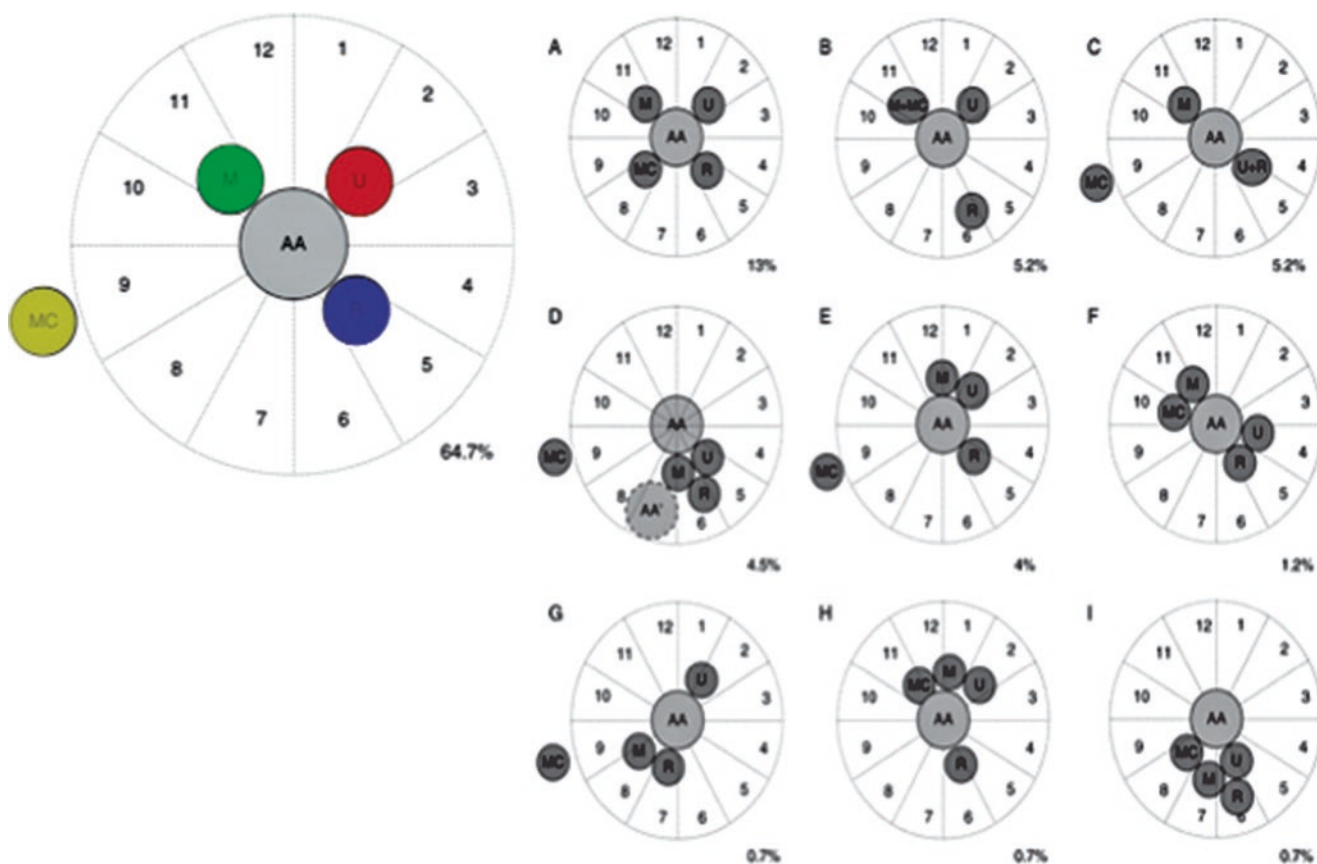 12 1
11 2
M U
10 3
AA
9 4
MC R
8 5
7 6
64.7%
A
12 1
11 2
M U
10 3
AA
9 4
MC R
8 5
7 6
13%
B
12 1
11 2
M+MC U
10 3
AA
9 4
8 5
R
7 6
5.2%
C
12 1
11 2
M
10 3
AA
9 U+R 4
MC
8 5
7 6
5.2%
D
12 1
11 2
10 3
AA
MC 9 U 4
M
8 R 5
AA'
6
4.5%
E
12 1
11 2
M U
10 3
AA
9 R 4
MC
8 5
7 6
4%
F
12 1
11 2
M
10 MC 3
AA U
9 4
R
8 5
7 6
1.2%
G
12 1
11 2
U
10 3
AA
9 M 4
MC R
8 5
7 6
0.7%
H
12 1
11 2
MC M U
10 3
AA
9 4
R
8 5
7 6
0.7%
I
12 1
11 2
10 3
AA
9 MC U 4
M
8 R 5
7 6
0.7%